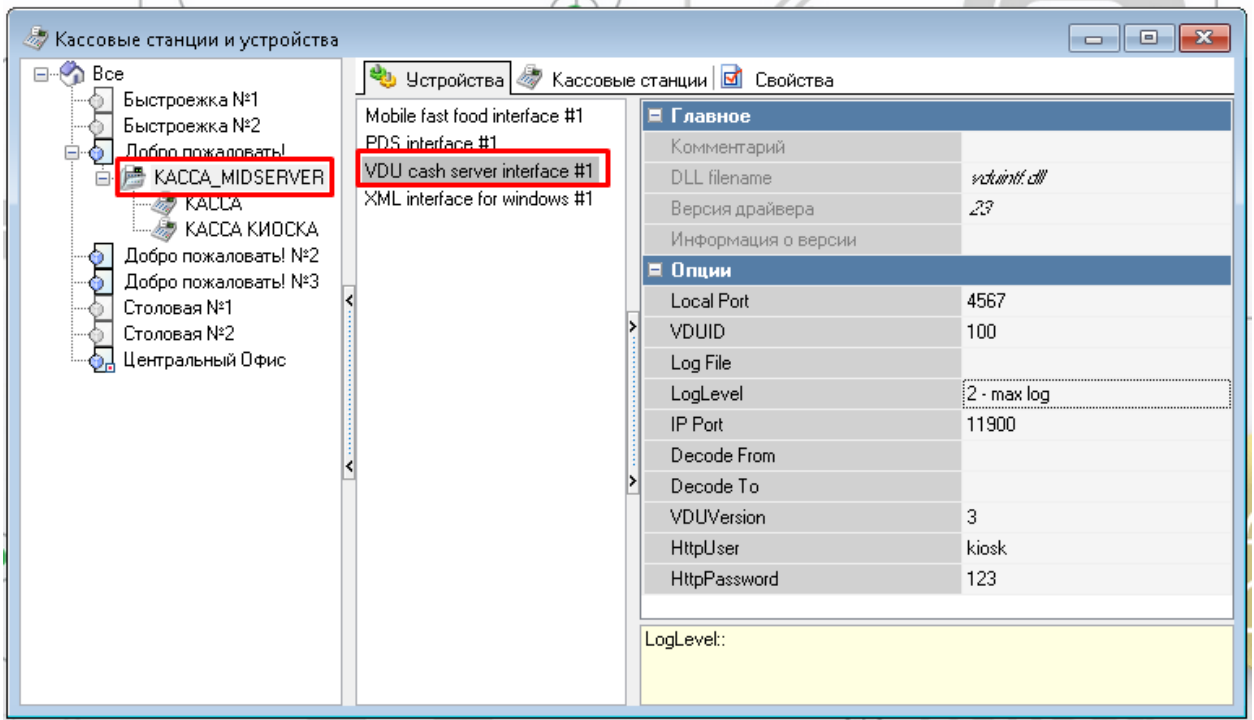 Кассовые станции и устройства
Все
Быстроежка №1
Быстроежка №2
Добро пожаловать!
КАССА_MIDSERVER
КАССА
КАССА КИОСКА
Добро пожаловать! №2
Добро пожаловать! №3
Столовая №1
Столовая №2
Центральный Офис
Устройства
Кассовые станции
Свойства
Mobile fast food interface #1
PDS interface #1
VDU cash server interface #1
XML interface for windows #1
Главное
Комментарий
DLL filename vduintf.dll
Версия драйвера 23
Информация о версии
Опции
Local Port 4567
VDUID 100
Log File
LogLevel 2 - max log
IP Port 11900
Decode From
Decode To
VDUVersion 3
HttpUser kiosk
HttpPassword 123
LogLevel::